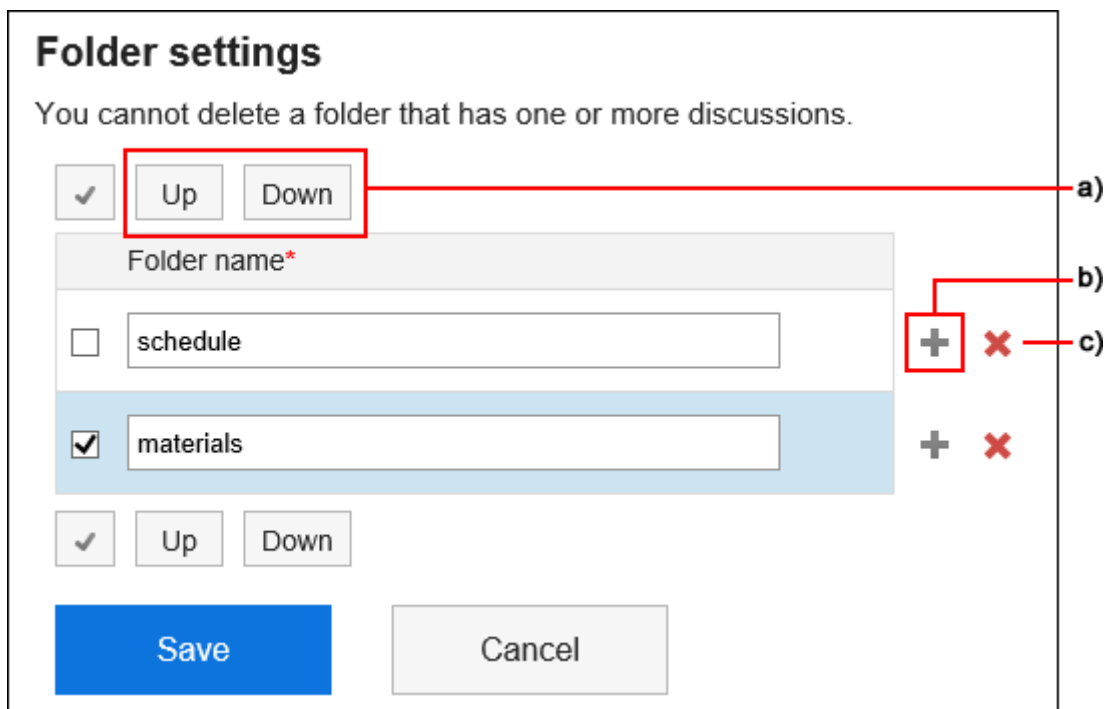 Folder settings
You cannot delete a folder that has one or more discussions.
Up Down a)
Folder name*
b)
schedule c)
materials
Up Down
Save Cancel